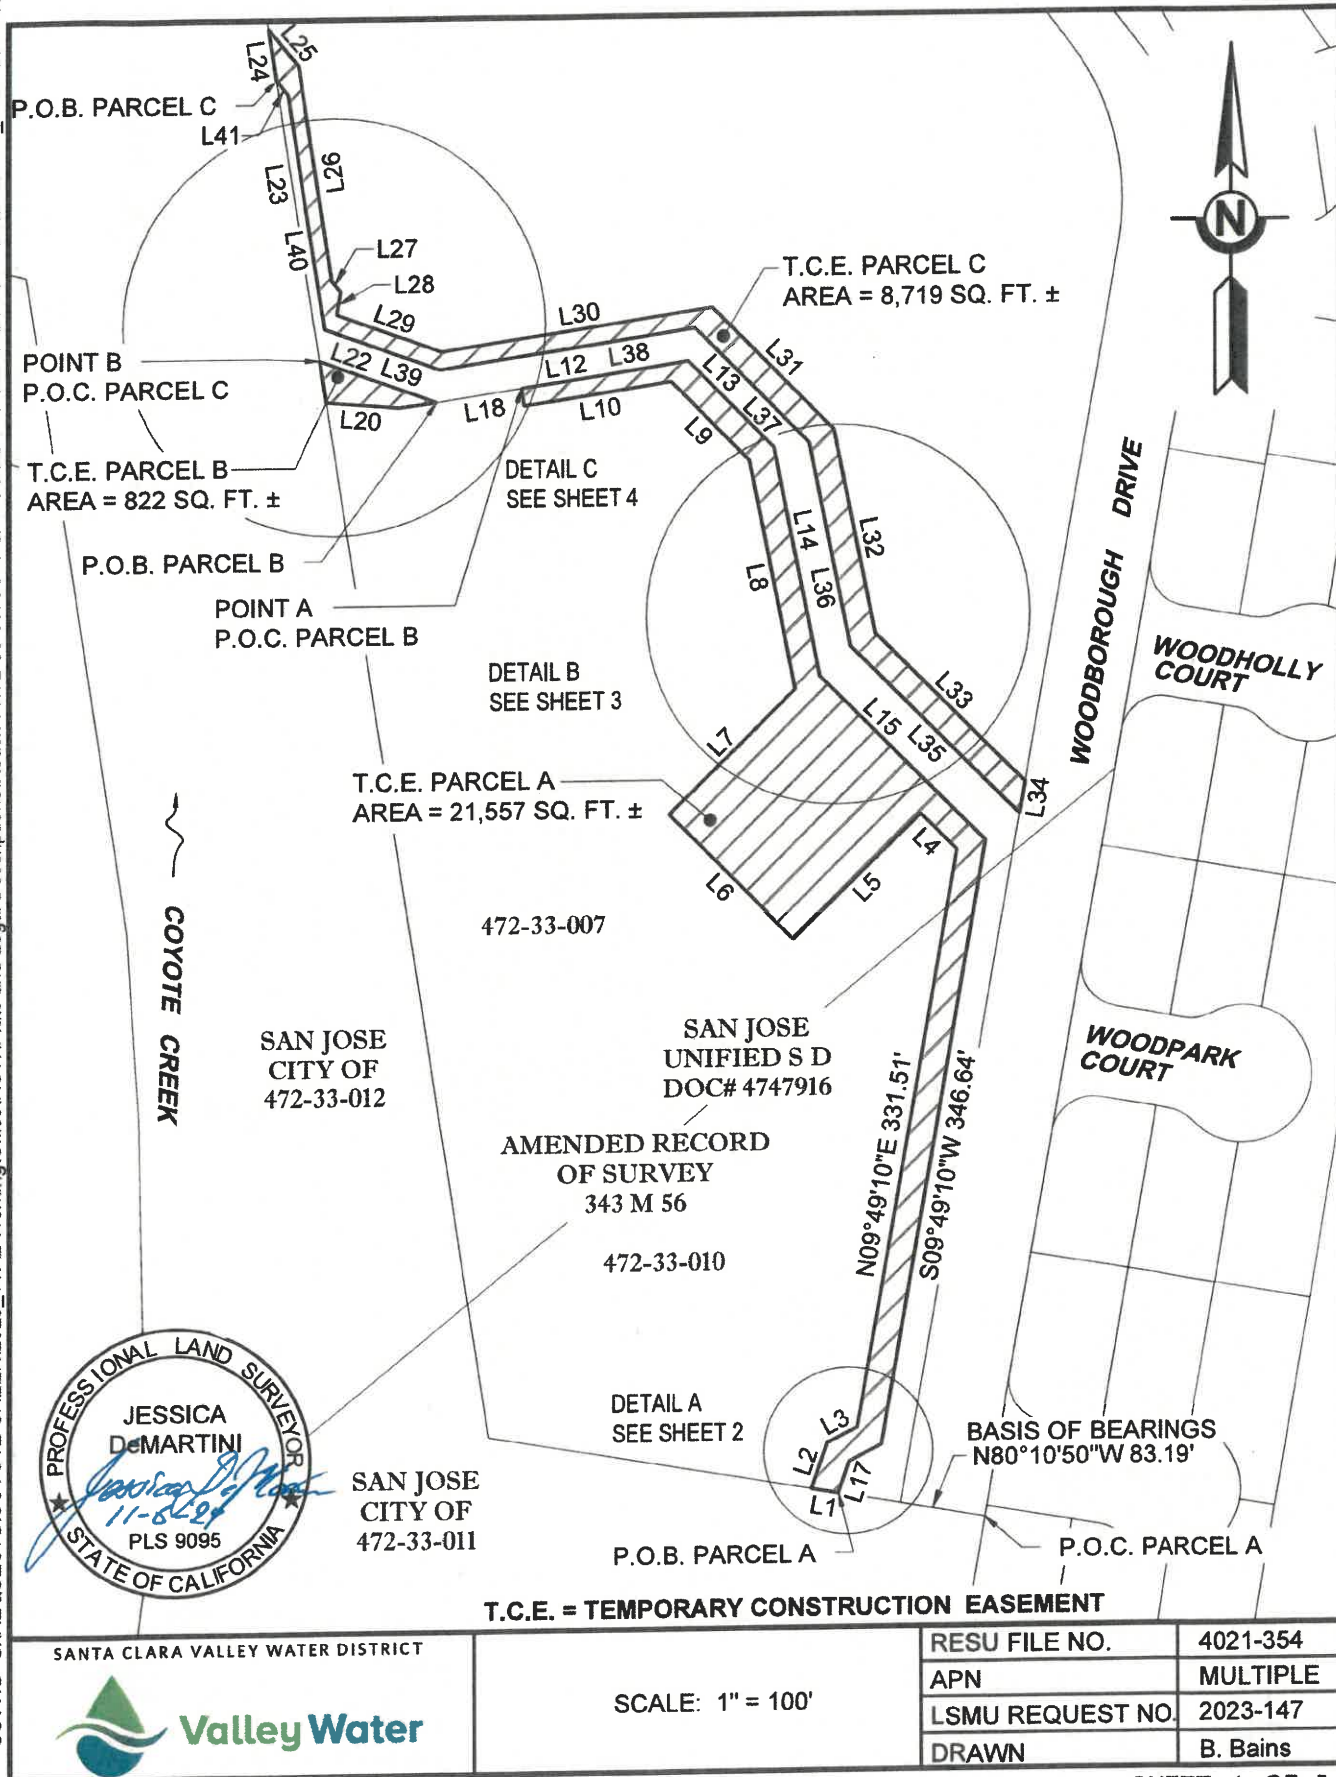 L25
L24
P.O.B. PARCEL C
L41
L23
L26
L40
L27
L28
L29
L30
T.C.E. PARCEL C
AREA = 8,719 SQ. FT. ±
N
L31
POINT B
P.O.C. PARCEL C
L22
L39
L12
L38
L13
L37
L20
L18
L10
L9
T.C.E. PARCEL B
AREA = 822 SQ. FT. ±
DETAIL C
SEE SHEET 4
P.O.B. PARCEL B
POINT A
P.O.C. PARCEL B
L8
L14
L36
L32
WOODBOROUGH DRIVE
WOODHOLLY
COURT
DETAIL B
SEE SHEET 3
L33
L15
L35
L7
L34
T.C.E. PARCEL A
AREA = 21,557 SQ. FT. ±
L4
L5
L6
COYOTE CREEK
472-33-007
SAN JOSE
CITY OF
472-33-012
SAN JOSE
UNIFIED S D
DOC# 4747916
WOODPARK
COURT
AMENDED RECORD
OF SURVEY
343 M 56
472-33-010
N09°49'10"E 331.51'
S09°49'10"W 346.64'
DETAIL A
SEE SHEET 2
L3
L2
L17
L1
BASIS OF BEARINGS
N80°10'50"W 83.19'
PROFESSIONAL LAND SURVEYOR
JESSICA
DeMARTINI
PLS 9095
STATE OF CALIFORNIA
SAN JOSE
CITY OF
472-33-011
P.O.B. PARCEL A
P.O.C. PARCEL A
T.C.E. = TEMPORARY CONSTRUCTION EASEMENT
SANTA CLARA VALLEY WATER DISTRICT
Valley Water
SCALE: 1" = 100'
RESU FILE NO. 4021-354
APN MULTIPLE
LSMU REQUEST NO. 2023-147
DRAWN B. Bains